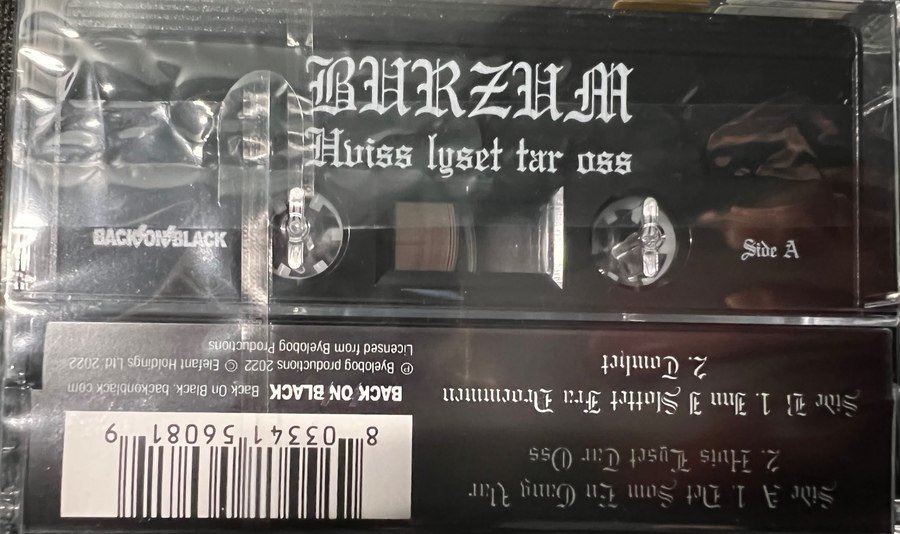 BURZUM
Hviss lyset tar oss
BACK ON BLACK
Side A
Side A 1. Det Som En Gang Var
2. Hvis Lyset Tar Oss
Side B 1. Inn I Slottet Fra Droemmen
2. Tomhet
8 03341 56081 9
BACK ON BLACK Back On Black. backonblack.com
℗ Byelobog productions 2022 © Elefant Holdings Ltd 2022
Licensed from Byelobog Productions